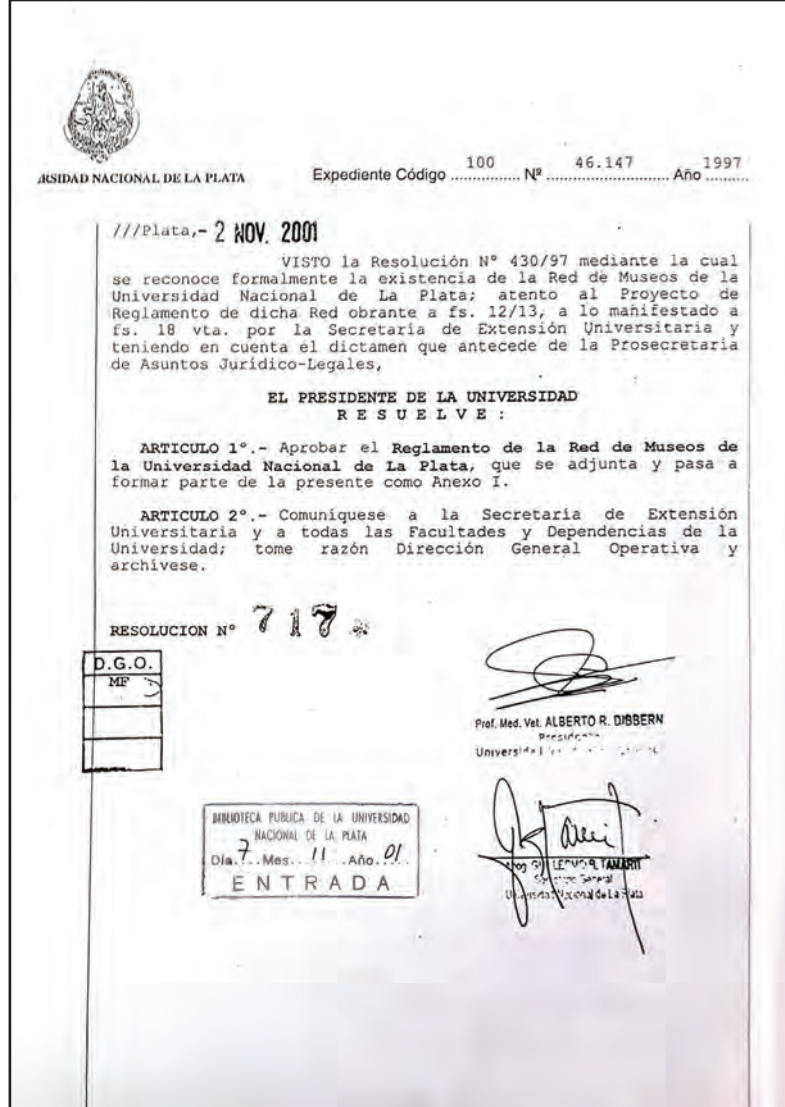 RSIDAD NACIONAL DE LA PLATA
Expediente Código ............... Nº ........................... Año ..........
100 46.147 1997
///Plata,- 2 NOV. 2001
VISTO la Resolución Nº 430/97 mediante la cual
se reconoce formalmente la existencia de la Red de Museos de la
Universidad Nacional de La Plata; atento al Proyecto de
Reglamento de dicha Red obrante a fs. 12/13, a lo manifestado a
fs. 18 vta. por la Secretaría de Extensión Universitaria y
teniendo en cuenta el dictamen que antecede de la Prosecretaría
de Asuntos Jurídico-Legales,
EL PRESIDENTE DE LA UNIVERSIDAD
R E S U E L V E :
ARTICULO 1º.- Aprobar el Reglamento de la Red de Museos de
la Universidad Nacional de La Plata, que se adjunta y pasa a
formar parte de la presente como Anexo I.
ARTICULO 2º.- Comuníquese a la Secretaría de Extensión
Universitaria y a todas las Facultades y Dependencias de la
Universidad; tome razón Dirección General Operativa y
archívese.
RESOLUCION Nº 717
D.G.O.
MF
Prof. Med. Vet. ALBERTO R. DIBBERN
Presidente
BIBLIOTECA PUBLICA DE LA UNIVERSIDAD
NACIONAL DE LA PLATA
Día 7 Mes 11 Año 01
ENTRADA
TAMARIT
General
Universidad Nacional de La Plata